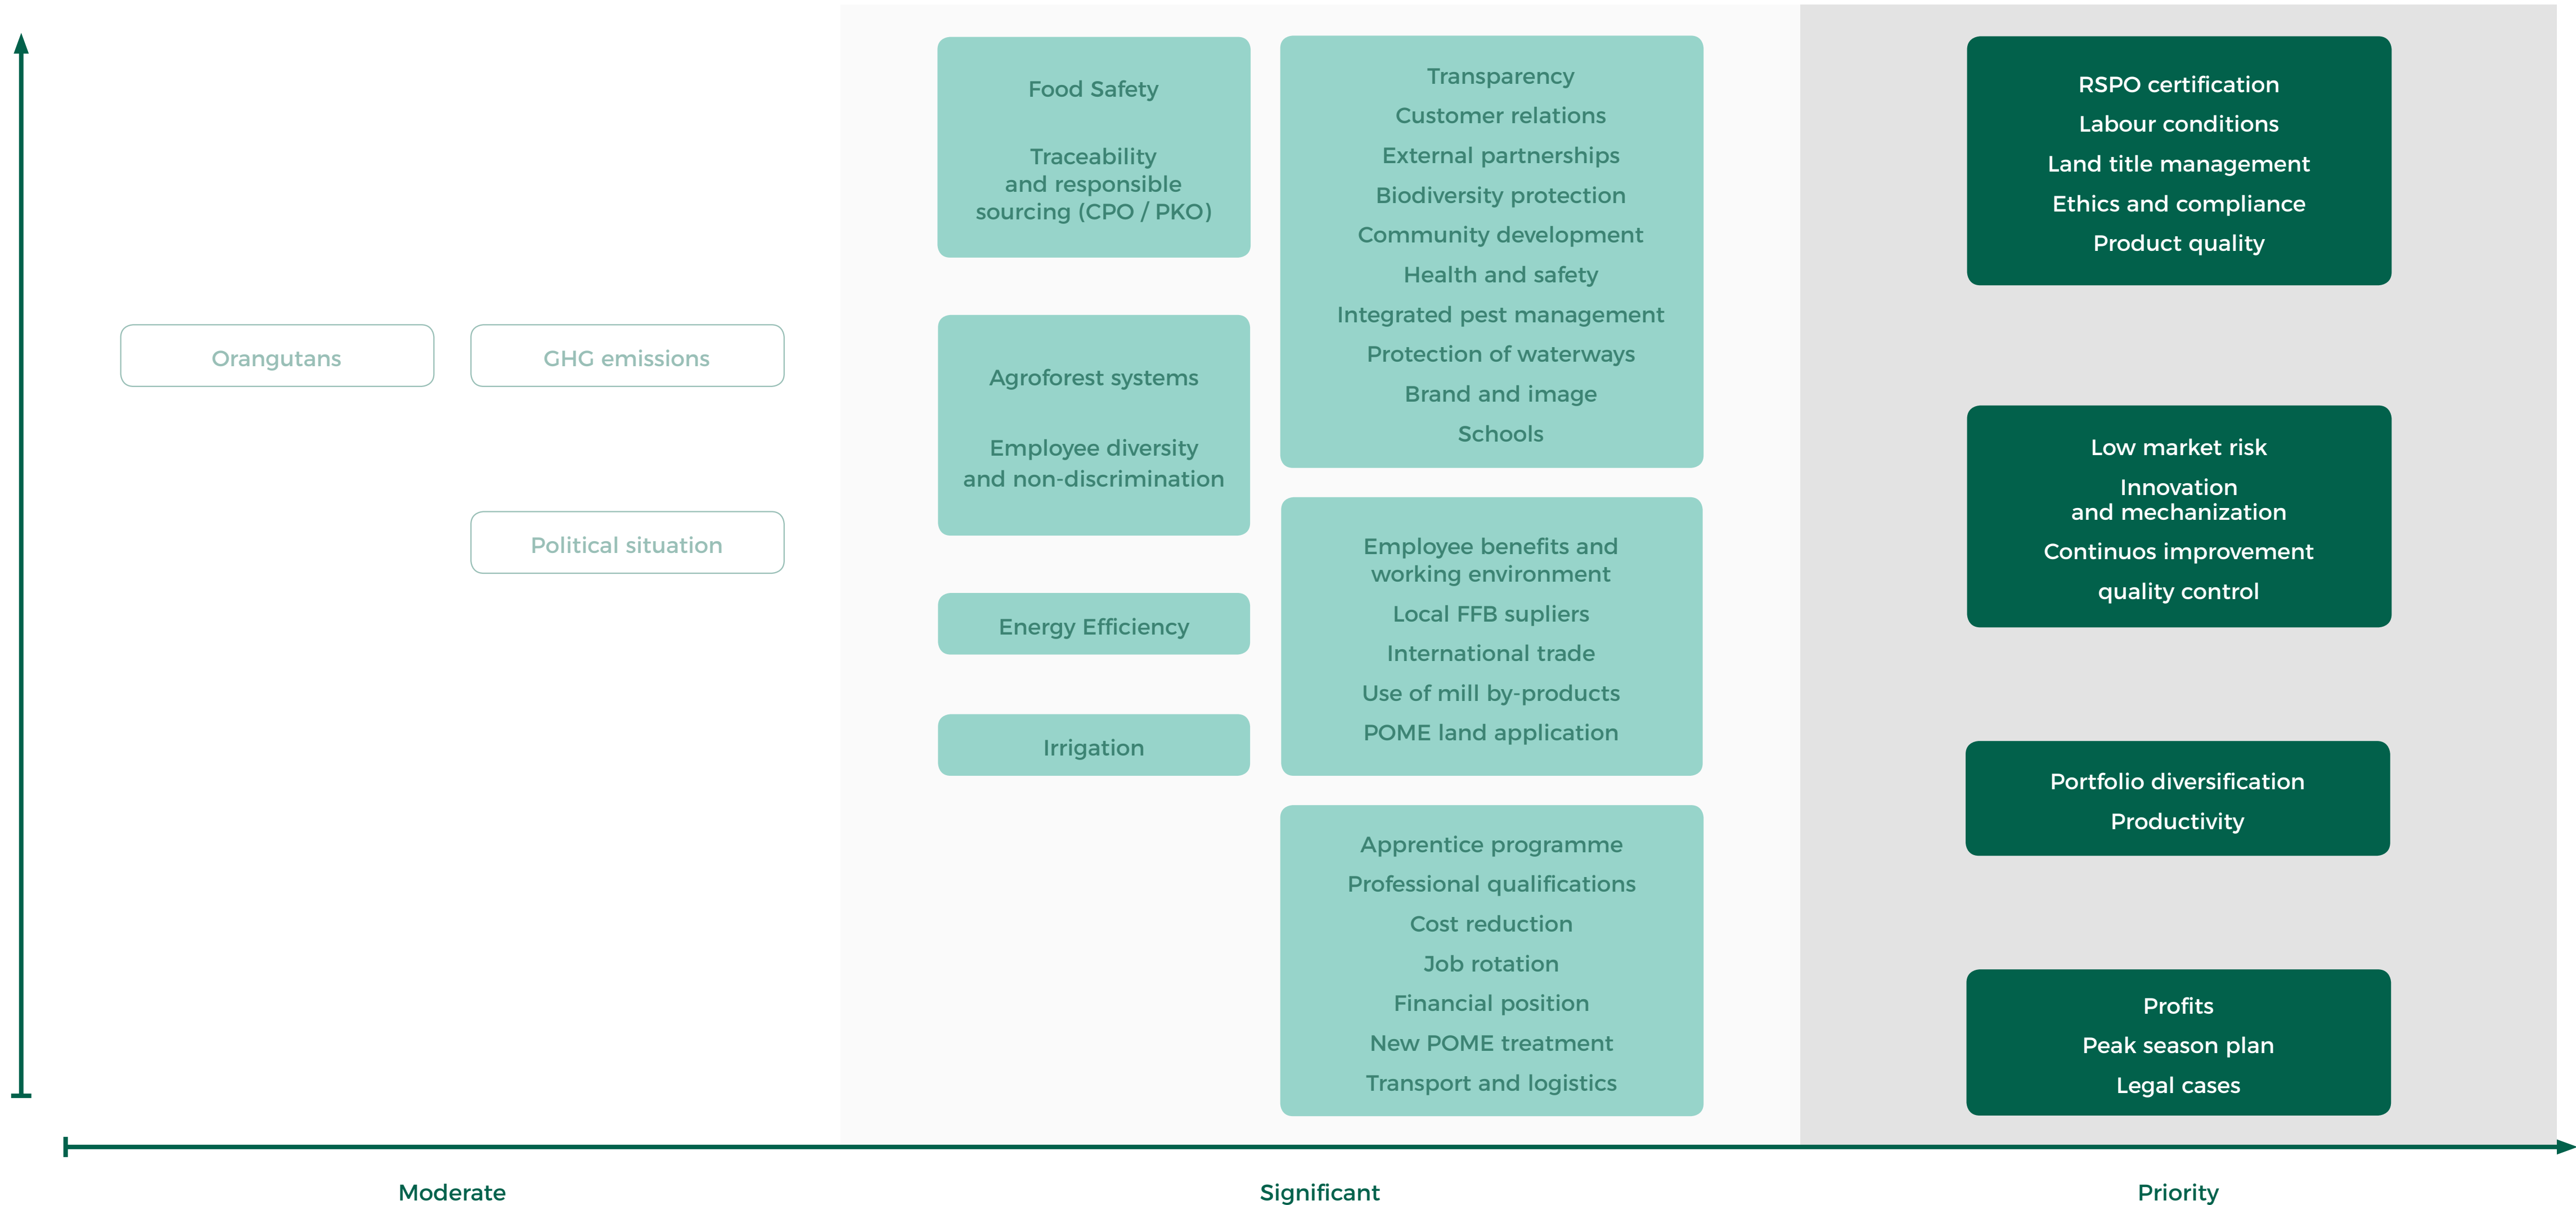 Orangutans
GHG emissions
Political situation
Food Safety
Traceability
and responsible
sourcing (CPO / PKO)
Agroforest systems
Employee diversity
and non-discrimination
Energy Efficiency
Irrigation
Transparency
Customer relations
External partnerships
Biodiversity protection
Community development
Health and safety
Integrated pest management
Protection of waterways
Brand and image
Schools
Employee benefits and
working environment
Local FFB supliers
International trade
Use of mill by-products
POME land application
Apprentice programme
Professional qualifications
Cost reduction
Job rotation
Financial position
New POME treatment
Transport and logistics
RSPO certification
Labour conditions
Land title management
Ethics and compliance
Product quality
Low market risk
Innovation
and mechanization
Continuos improvement
quality control
Portfolio diversification
Productivity
Profits
Peak season plan
Legal cases
Moderate
Significant
Priority